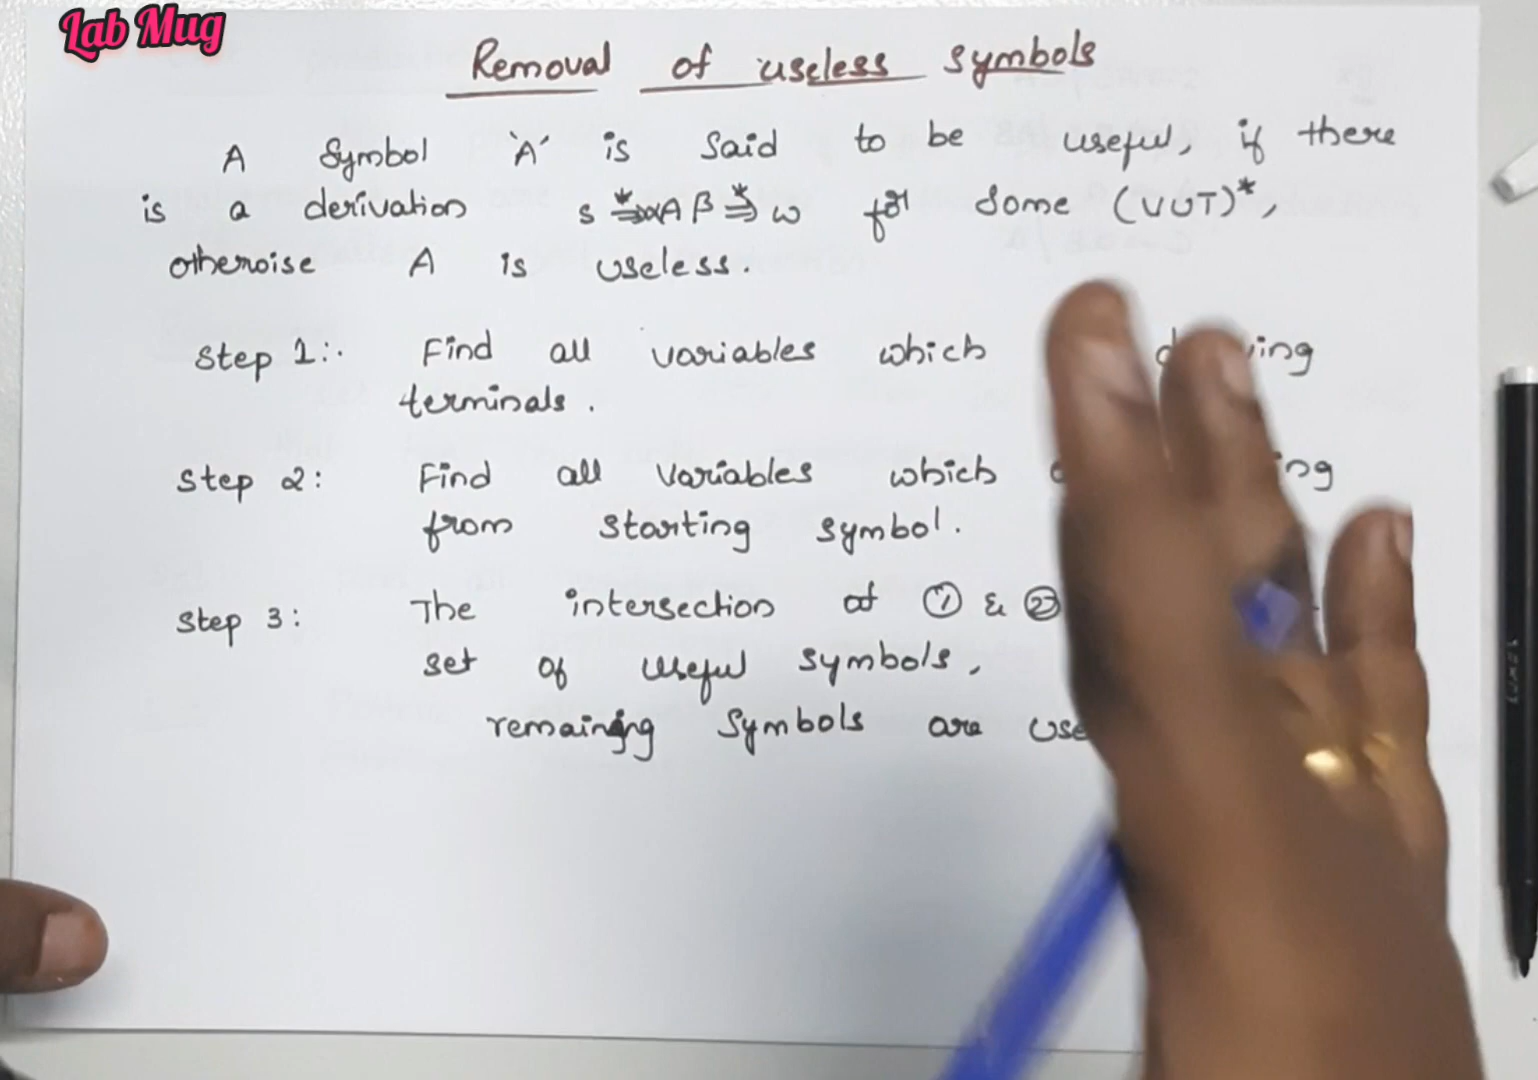 Lab Mug
Removal of useless symbols
A Symbol 'A' is said to be useful, if there
is a derivation S ⇒* αAβ ⇒* ω for some (VUT)*,
otheroise A is useless.
Step 1:. Find all variables which
terminals.
Step 2: Find all variables which
from starting symbol.
Step 3: The intersection of ① & ②
set of useful symbols,
remaining symbols are